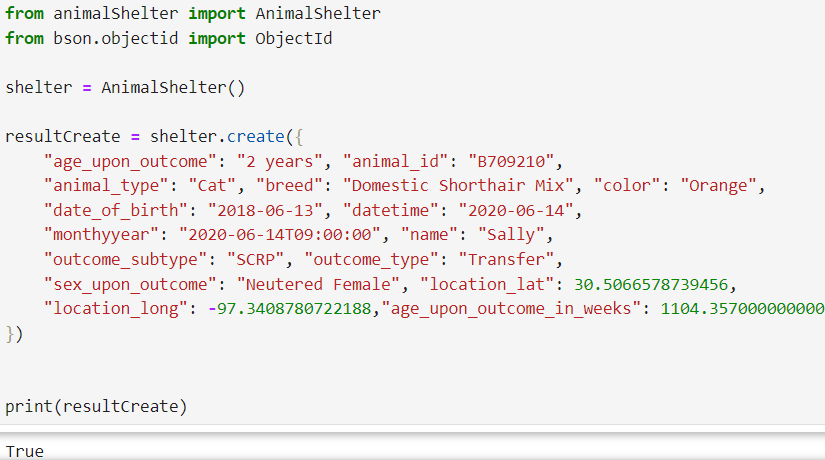 from animalShelter import AnimalShelter
from bson.objectid import ObjectId
shelter = AnimalShelter()
resultCreate = shelter.create({
"age_upon_outcome": "2 years", "animal_id": "B709210",
"animal_type": "Cat", "breed": "Domestic Shorthair Mix", "color": "Orange",
"date_of_birth": "2018-06-13", "datetime": "2020-06-14",
"monthyyear": "2020-06-14T09:00:00", "name": "Sally",
"outcome_subtype": "SCRP", "outcome_type": "Transfer",
"sex_upon_outcome": "Neutered Female", "location_lat": 30.5066578739456,
"location_long": -97.3408780722188,"age_upon_outcome_in_weeks": 1104.357000000000
})
print(resultCreate)
True